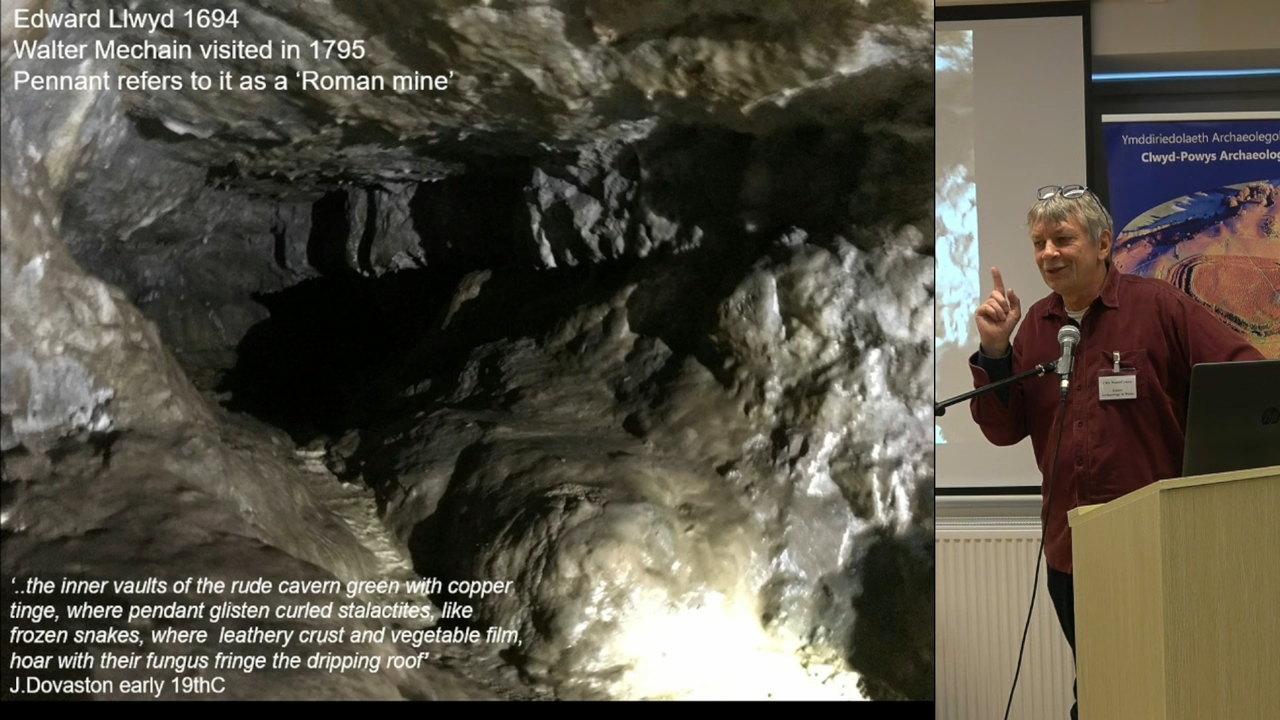 Edward Llwyd 1694
Walter Mechain visited in 1795
Pennant refers to it as a ‘Roman mine’
‘..the inner vaults of the rude cavern green with copper
tinge, where pendant glisten curled stalactites, like
frozen snakes, where leathery crust and vegetable film,
hoar with their fungus fringe the dripping roof’
J.Dovaston early 19thC
Ymddiriedolaeth
Clwyd-Powys